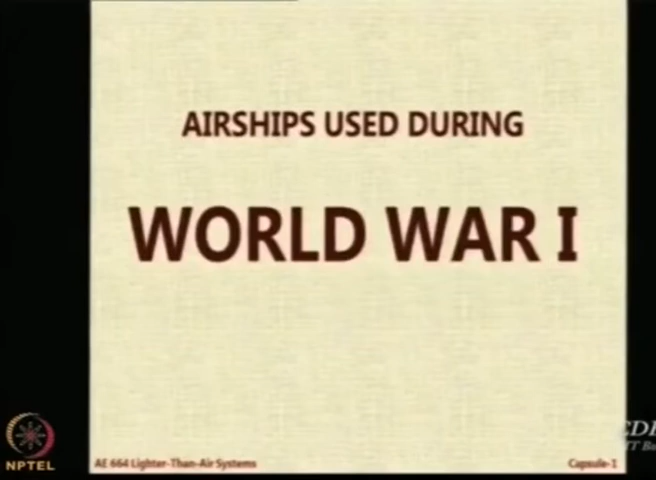 AIRSHIPS USED DURING
WORLD WAR I
NPTEL
AE 664 Lighter-Than-Air Systems
Capsule-1